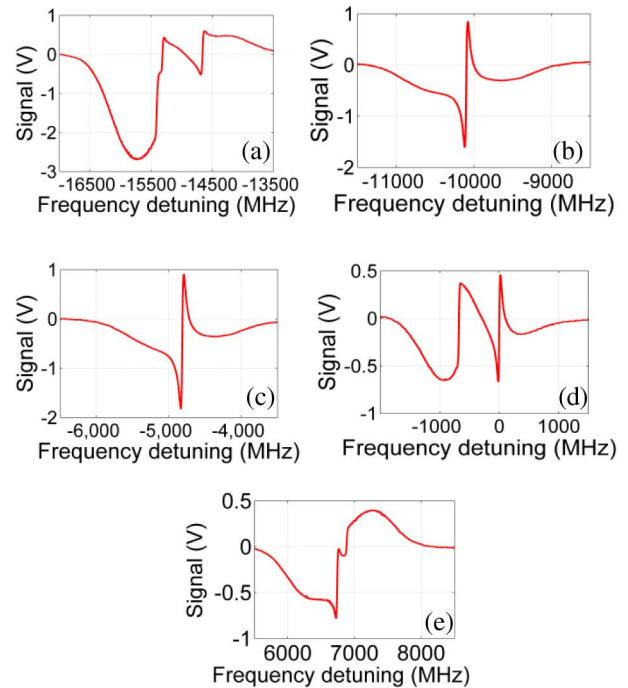 1
0
-1
-2
-3
Signal (V)
(a)
-16500 -15500 -14500 -13500
Frequency detuning (MHz)
1
0
-1
-2
Signal (V)
(b)
-11000 -10000 -9000
Frequency detuning (MHz)
1
0
-1
-2
Signal (V)
(c)
-6,000 -5,000 -4,000
Frequency detuning (MHz)
0.5
0
-0.5
-1
Signal (V)
(d)
-1000 0 1000
Frequency detuning (MHz)
0.5
0
-0.5
-1
Signal (V)
(e)
6000 7000 8000
Frequency detuning (MHz)